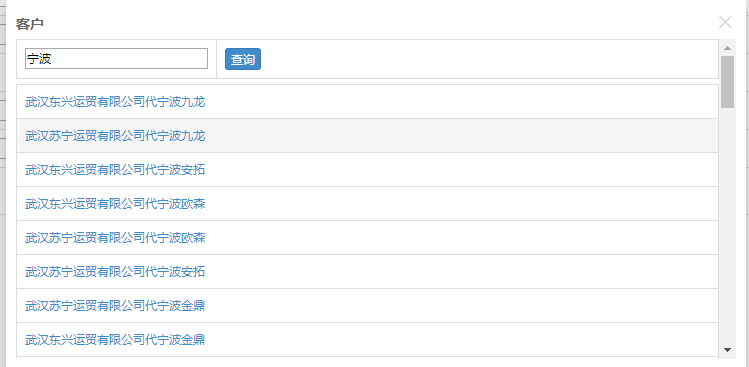 客户
宁波
查询
武汉东兴运贸有限公司代宁波九龙
武汉苏宁运贸有限公司代宁波九龙
武汉东兴运贸有限公司代宁波安拓
武汉东兴运贸有限公司代宁波欧森
武汉苏宁运贸有限公司代宁波欧森
武汉苏宁运贸有限公司代宁波安拓
武汉苏宁运贸有限公司代宁波金鼎
武汉东兴运贸有限公司代宁波金鼎